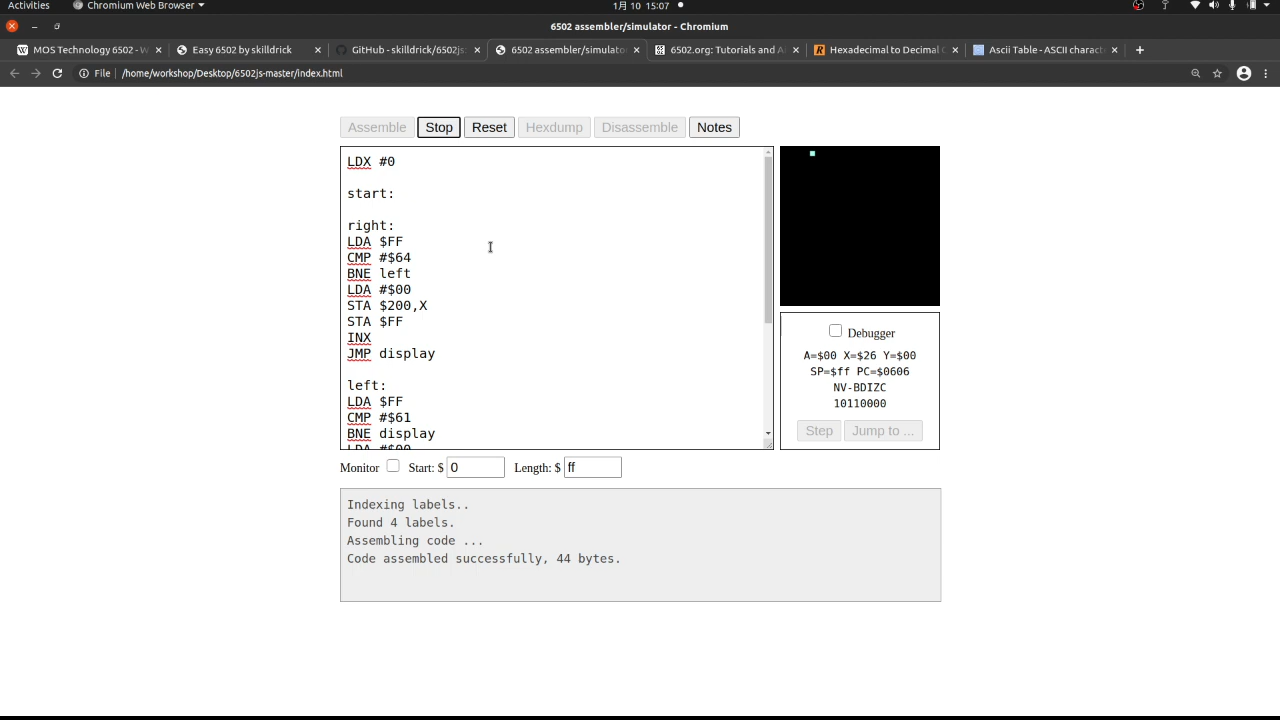 Activities
Chromium Web Browser
1月 10 15:07
6502 assembler/simulator - Chromium
MOS Technology 6502 - W
Easy 6502 by skilldrick
GitHub - skilldrick/6502js:
6502 assembler/simulator
6502.org: Tutorials and A
Hexadecimal to Decimal C
Ascii Table - ASCII charact
File
/home/workshop/Desktop/6502js-master/index.html
Assemble Stop Reset Hexdump Disassemble Notes
LDX #0
start:
right:
LDA $FF
CMP #$64
BNE left
LDA #$00
STA $200,X
STA $FF
INX
JMP display
left:
LDA $FF
CMP #$61
BNE display
LDA #$00
Debugger
A=$00 X=$26 Y=$00
SP=$ff PC=$0606
NV-BDIZC
10110000
Step Jump to ...
Monitor Start: $ 0 Length: $ ff
Indexing labels..
Found 4 labels.
Assembling code ...
Code assembled successfully, 44 bytes.